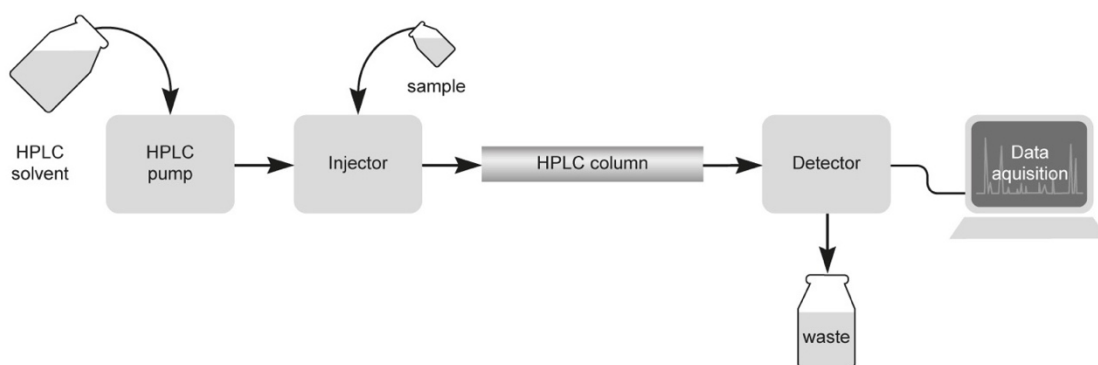 HPLC
solvent
HPLC
pump
sample
Injector
HPLC column
Detector
Data
aquisition
waste